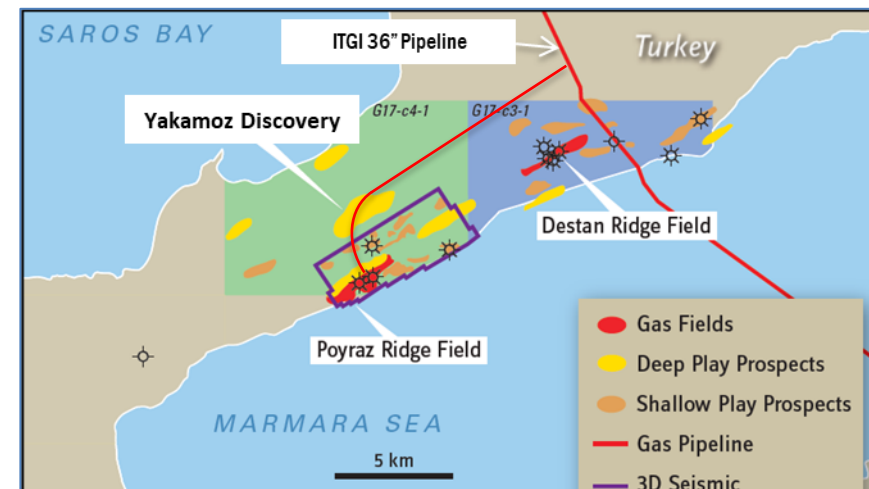 SAROS BAY
ITGI 36” Pipeline
Turkey
G17-c4-1
G17-c3-1
Yakamoz Discovery
Destan Ridge Field
Poyraz Ridge Field
MARMARA SEA
5 km
Gas Fields
Deep Play Prospects
Shallow Play Prospects
Gas Pipeline
3D Seismic